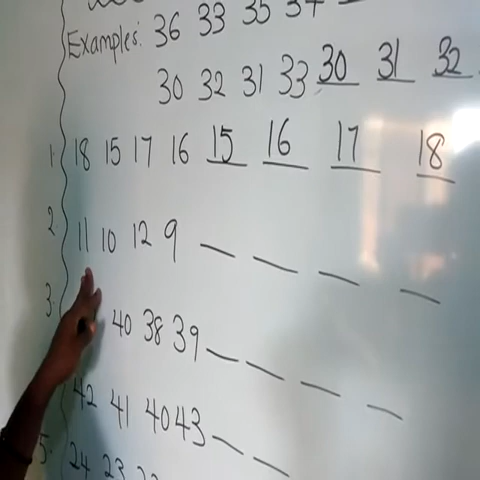 Examples: 36 33 35 34
30 32 31 33 30 31 32
1. 18 15 17 16 15 16 17 18
2. 11 10 12 9
3. 40 38 39
42 41 40 43
5. 24 23